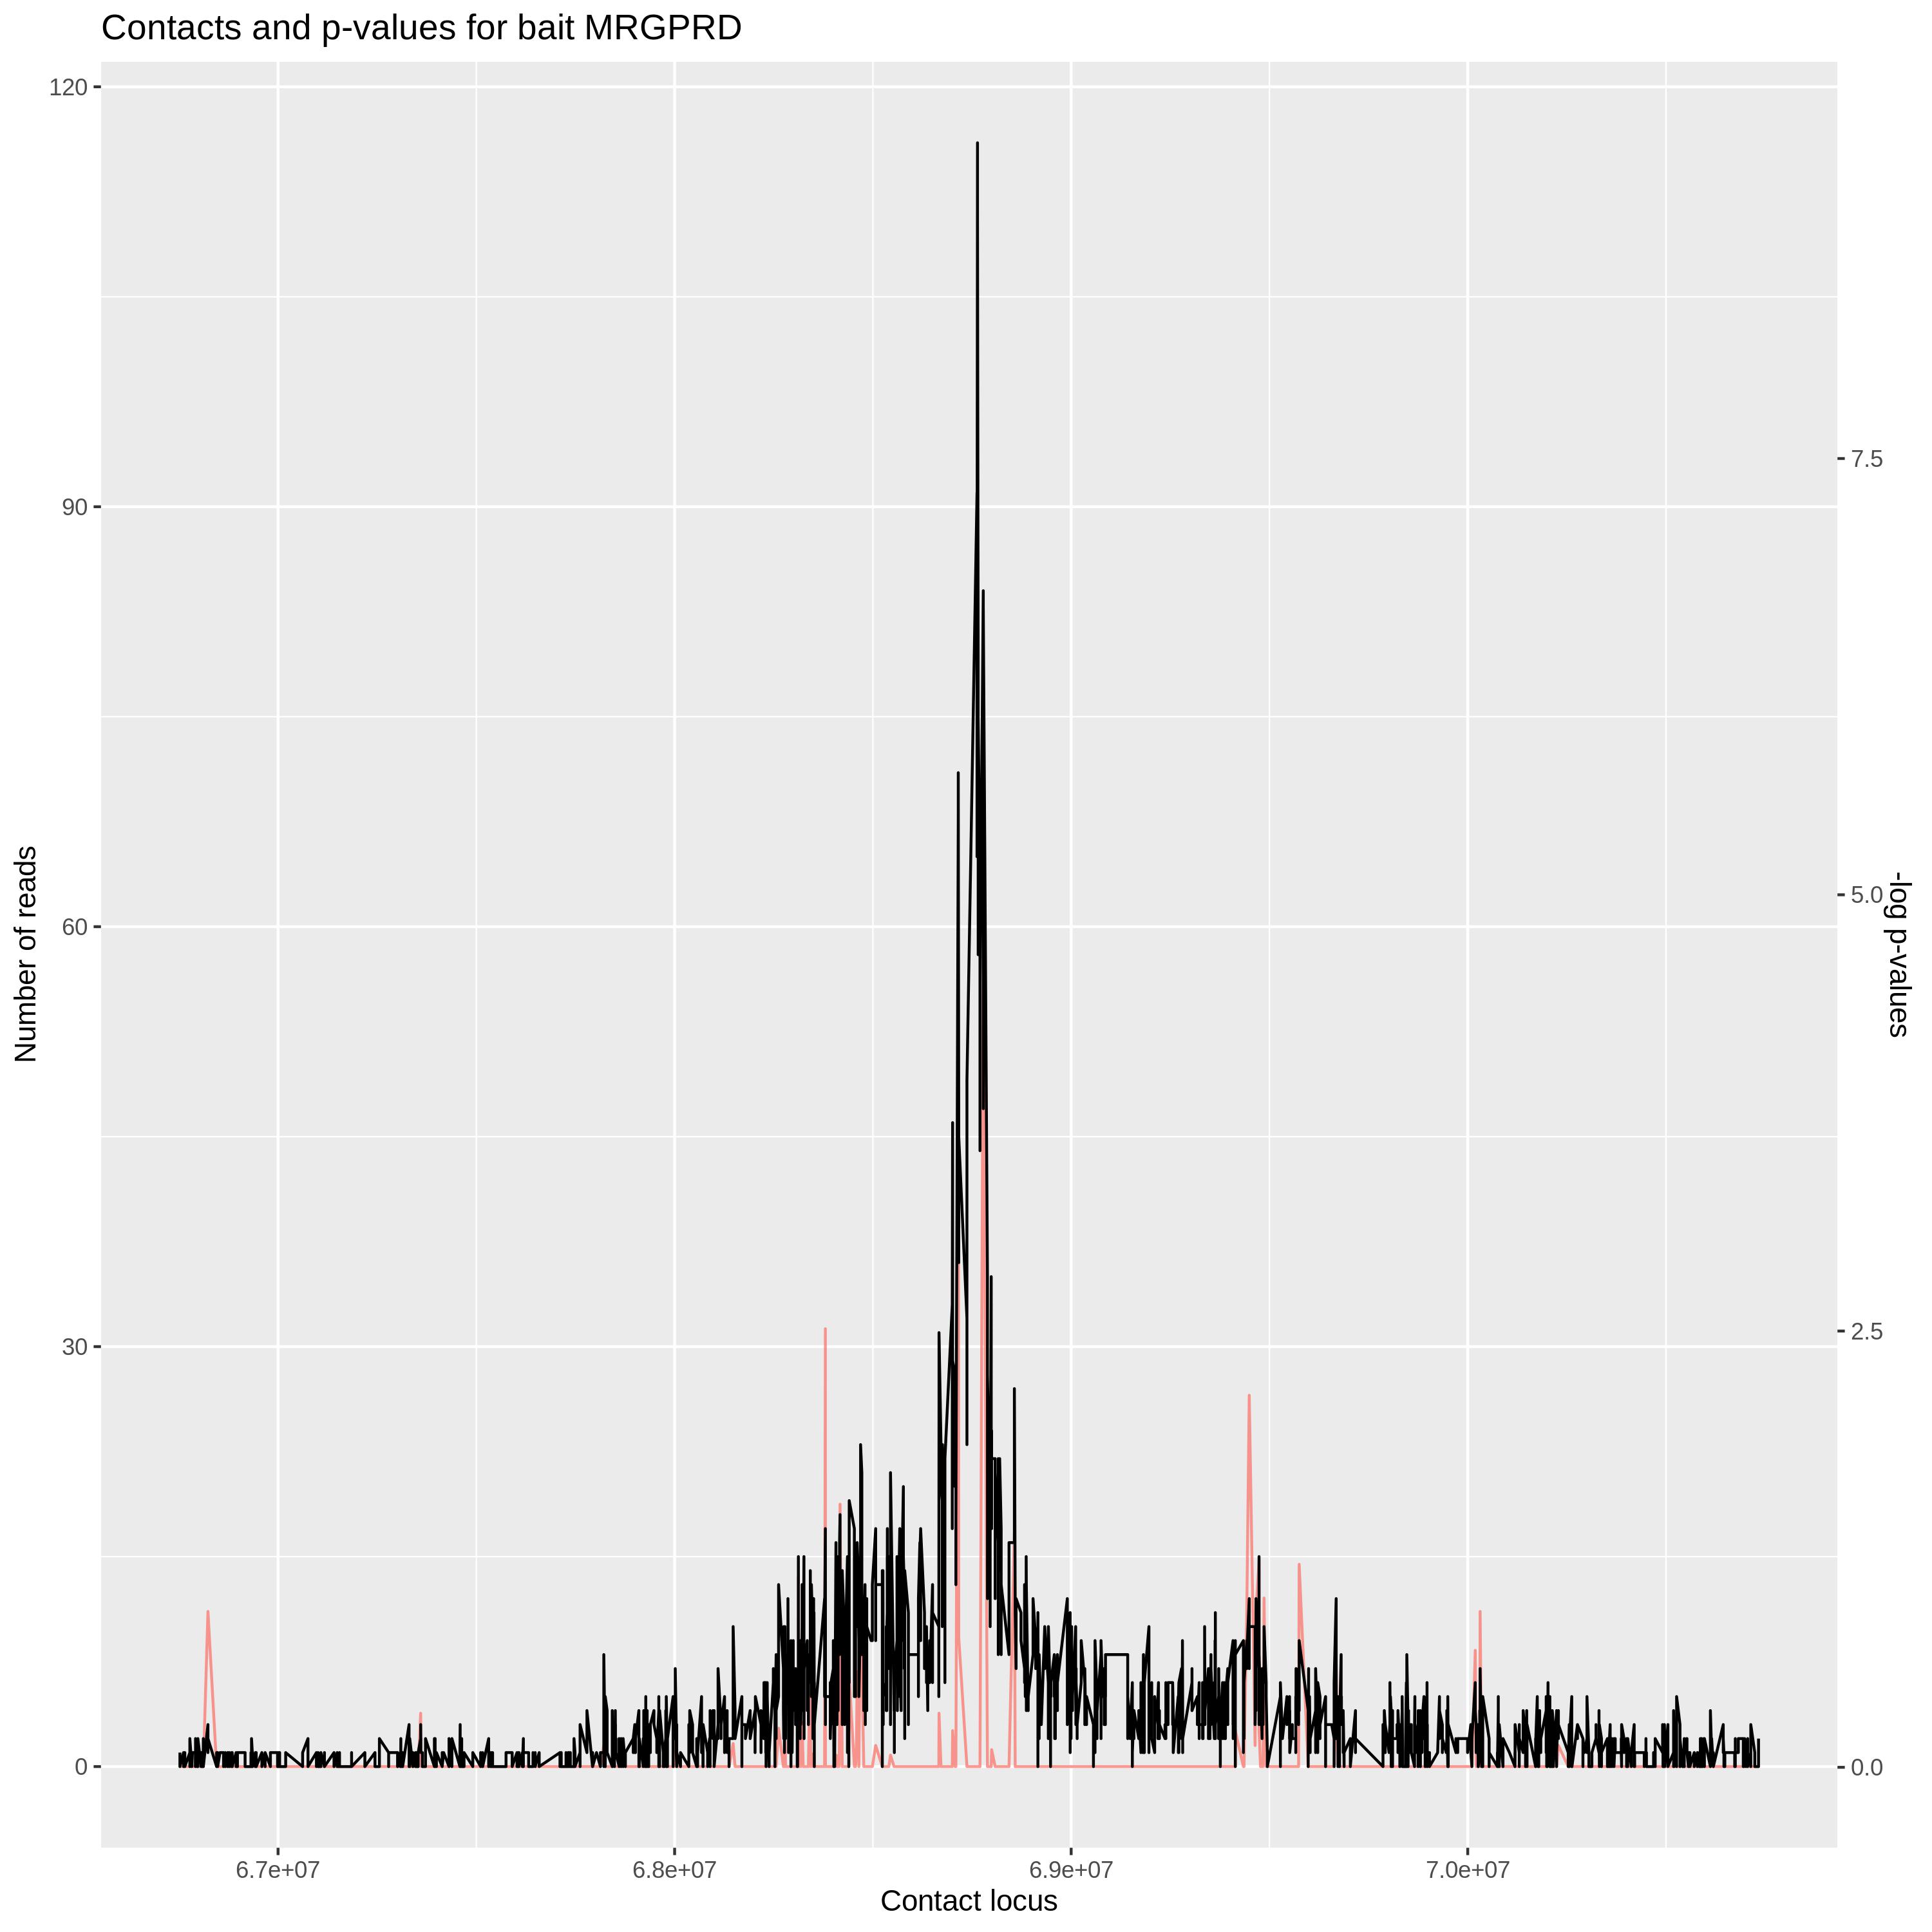 Contacts and p-values for bait MRGPRD
120
90
60
30
0
Number of reads
7.5
5.0
2.5
0.0
-log p-values
6.7e+07
6.8e+07
6.9e+07
7.0e+07
Contact locus